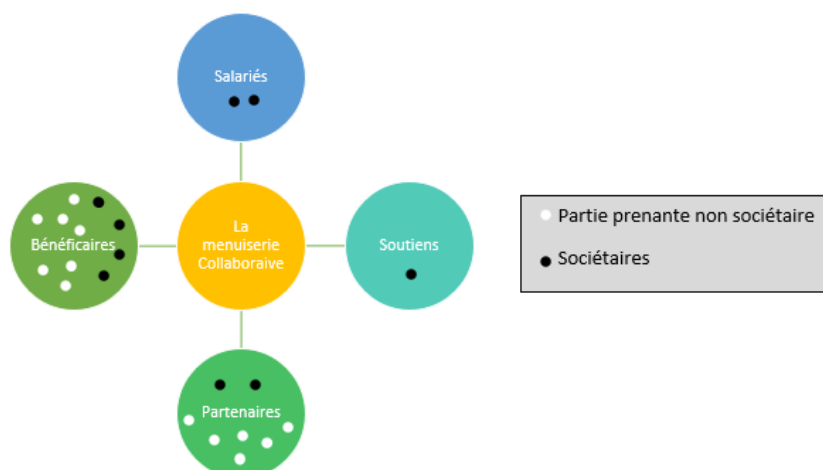 Salariés
Bénéficaires
La
menuiserie
Collaboraive
Soutiens
Partenaires
Partie prenante non sociétaire
Sociétaires